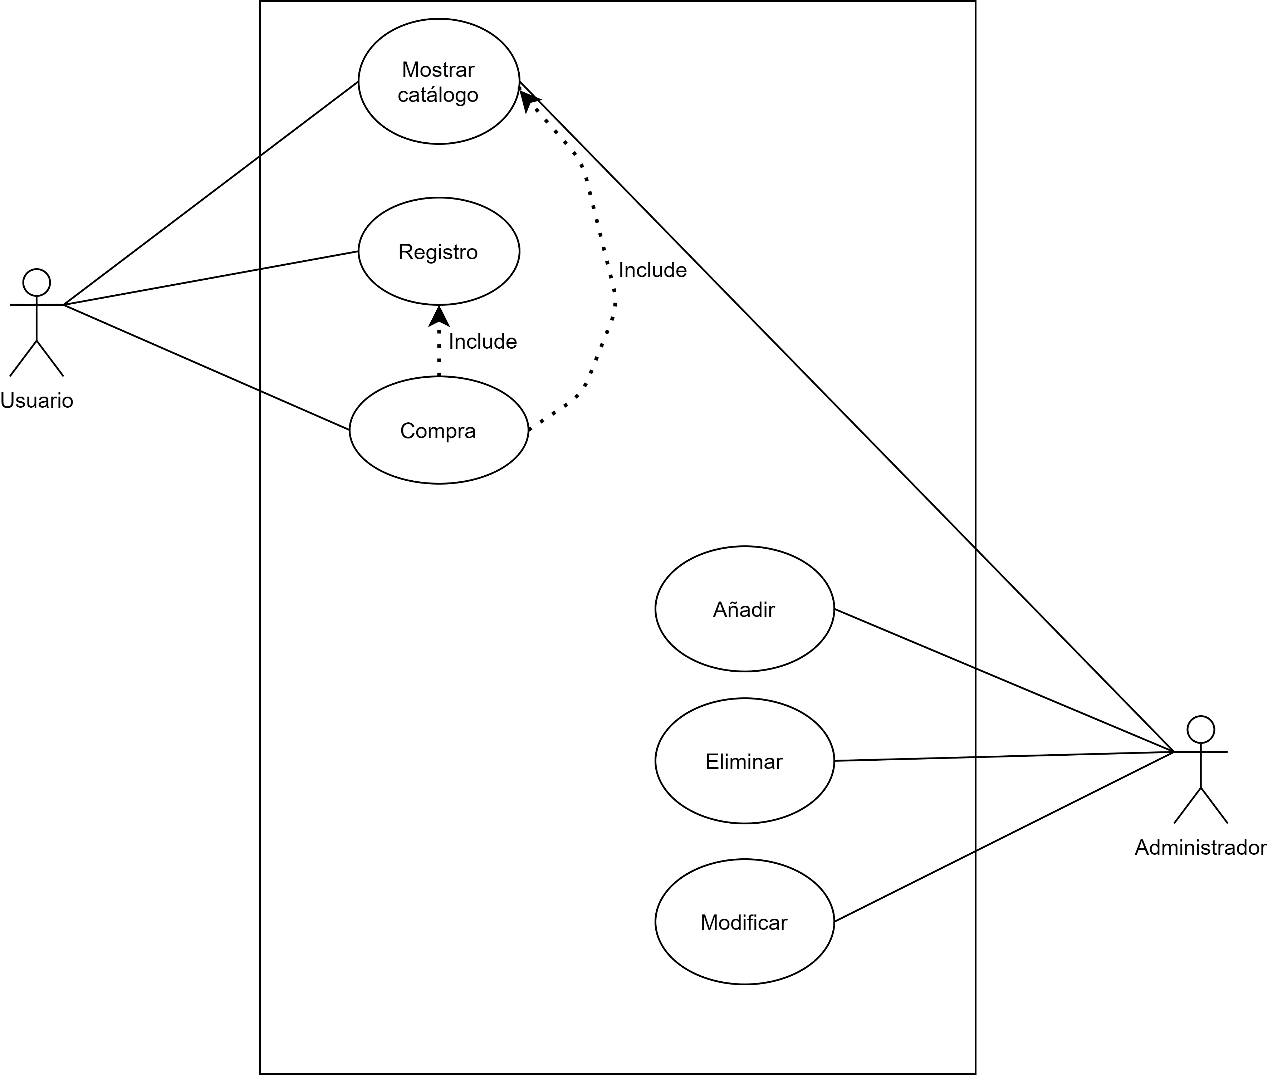 Mostrar
catálogo
Registro
Include
Include
Usuario
Compra
Añadir
Eliminar
Administrador
Modificar